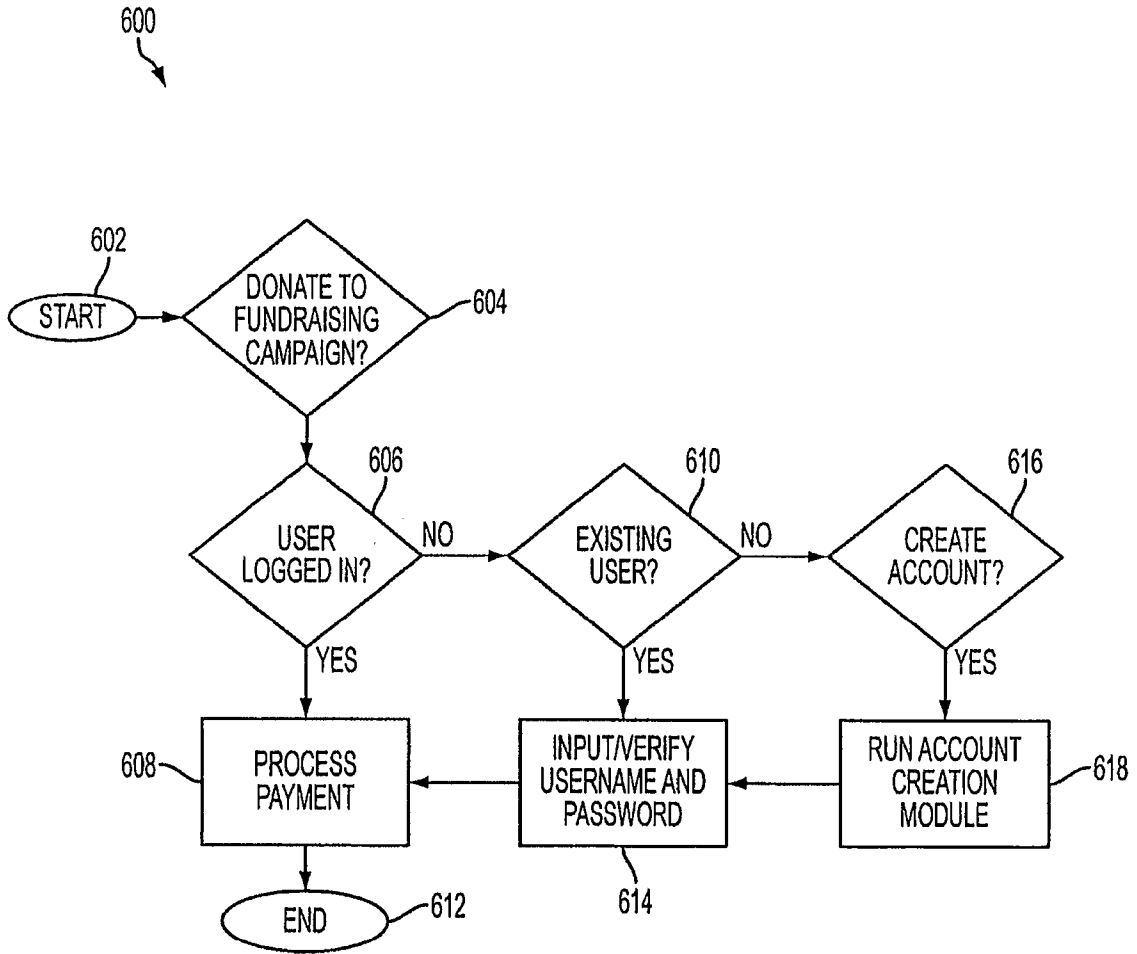 600
602
START
DONATE TO
FUNDRAISING
CAMPAIGN?
604
606
USER
LOGGED IN?
NO
610
EXISTING
USER?
NO
616
CREATE
ACCOUNT?
YES
YES
YES
608
PROCESS
PAYMENT
INPUT/VERIFY
USERNAME AND
PASSWORD
614
RUN ACCOUNT
CREATION
MODULE
618
END
612